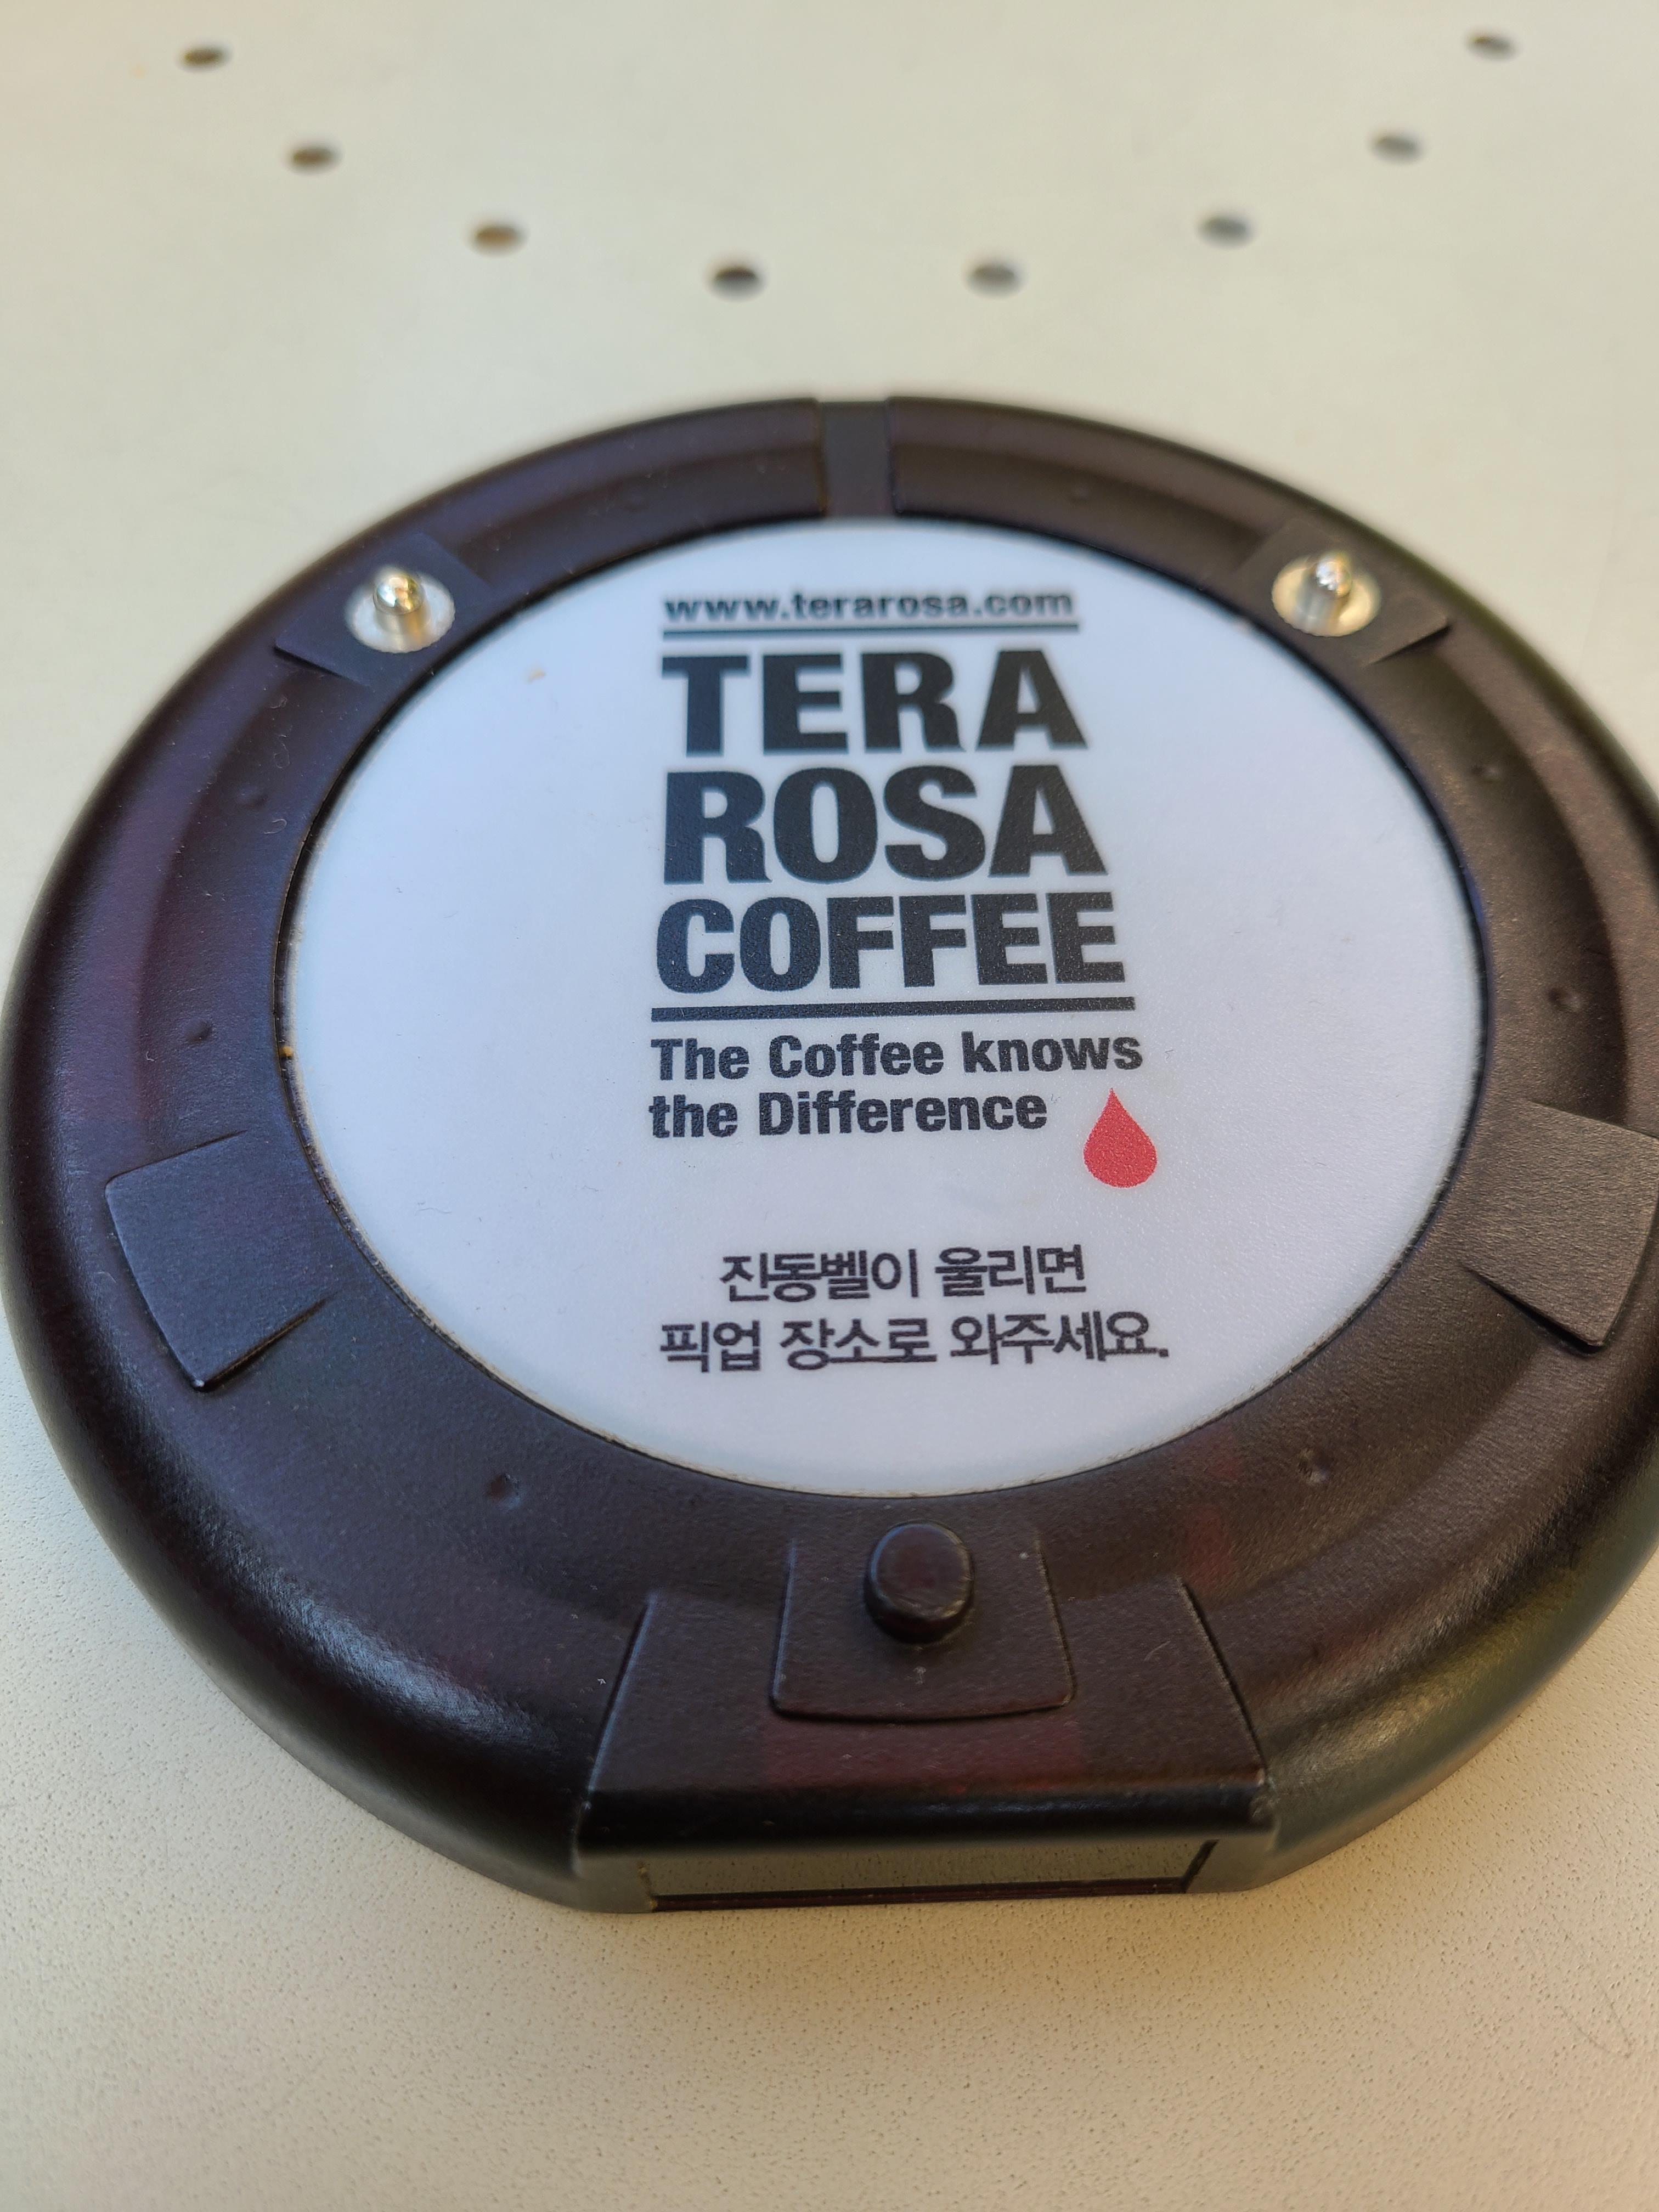 www.terarosa.com
TERA
ROSA
COFFEE
The Coffee knows
the Difference
진동벨이 울리면
픽업 장소로 와주세요.